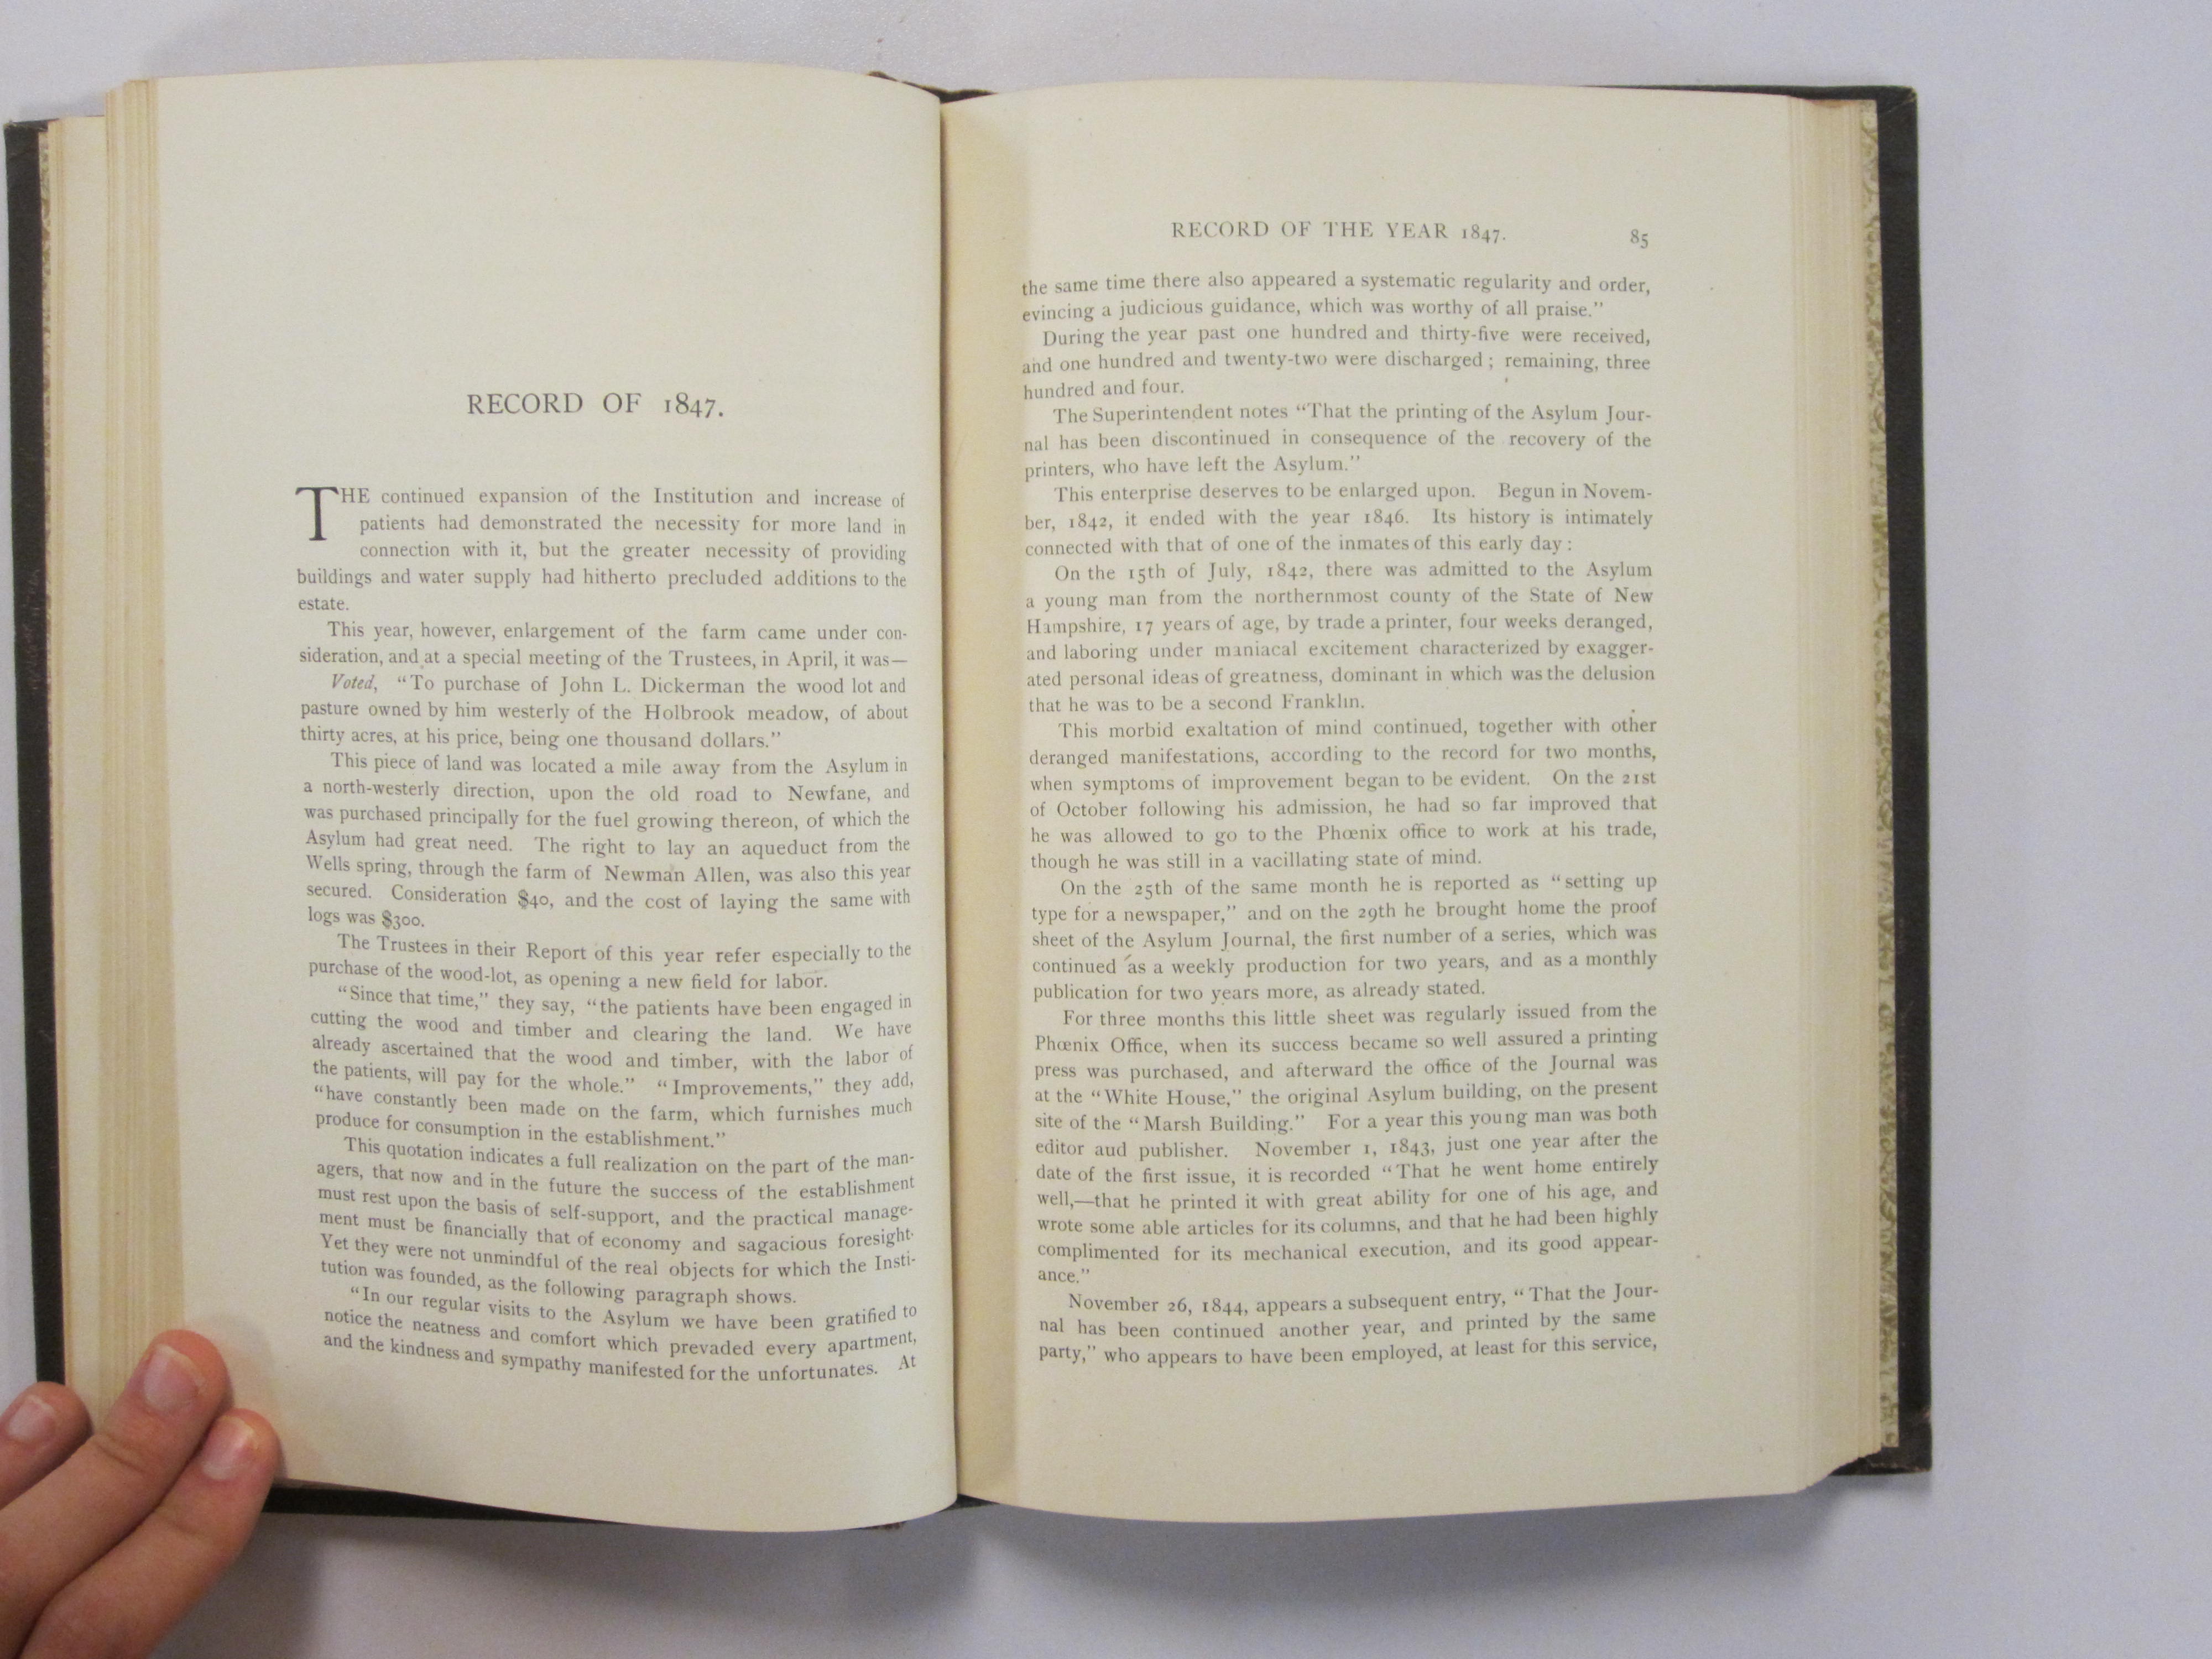 RECORD OF 1847.
THE continued expansion of the Institution and increase of
patients had demonstrated the necessity for more land in
connection with it, but the greater necessity of providing
buildings and water supply had hitherto precluded additions to the
estate.
This year, however, enlargement of the farm came under con-
sideration, and at a special meeting of the Trustees, in April, it was—
Voted, “To purchase of John L. Dickerman the wood lot and
pasture owned by him westerly of the Holbrook meadow, of about
thirty acres, at his price, being one thousand dollars.”
This piece of land was located a mile away from the Asylum in
a north-westerly direction, upon the old road to Newfane, and
was purchased principally for the fuel growing thereon, of which the
Asylum had great need. The right to lay an aqueduct from the
Wells spring, through the farm of Newman Allen, was also this year
secured. Consideration $40, and the cost of laying the same with
logs was $300.
The Trustees in their Report of this year refer especially to the
purchase of the wood-lot, as opening a new field for labor.
“Since that time,” they say, “the patients have been engaged in
cutting the wood and timber and clearing the land. We have
already ascertained that the wood and timber, with the labor of
the patients, will pay for the whole.” “Improvements,” they add,
“have constantly been made on the farm, which furnishes much
produce for consumption in the establishment.”
This quotation indicates a full realization on the part of the man-
agers, that now and in the future the success of the establishment
must rest upon the basis of self-support, and the practical manage-
ment must be financially that of economy and sagacious foresight.
Yet they were not unmindful of the real objects for which the Insti-
tution was founded, as the following paragraph shows.
“In our regular visits to the Asylum we have been gratified to
notice the neatness and comfort which prevaded every apartment,
and the kindness and sympathy manifested for the unfortunates. At
RECORD OF THE YEAR 1847. 85
the same time there also appeared a systematic regularity and order,
evincing a judicious guidance, which was worthy of all praise.”
During the year past one hundred and thirty-five were received,
and one hundred and twenty-two were discharged; remaining, three
hundred and four.
The Superintendent notes “That the printing of the Asylum Jour-
nal has been discontinued in consequence of the recovery of the
printers, who have left the Asylum.”
This enterprise deserves to be enlarged upon. Begun in Novem-
ber, 1842, it ended with the year 1846. Its history is intimately
connected with that of one of the inmates of this early day:
On the 15th of July, 1842, there was admitted to the Asylum
a young man from the northernmost county of the State of New
Hampshire, 17 years of age, by trade a printer, four weeks deranged,
and laboring under maniacal excitement characterized by exagger-
ated personal ideas of greatness, dominant in which was the delusion
that he was to be a second Franklin.
This morbid exaltation of mind continued, together with other
deranged manifestations, according to the record for two months,
when symptoms of improvement began to be evident. On the 21st
of October following his admission, he had so far improved that
he was allowed to go to the Phœnix office to work at his trade,
though he was still in a vacillating state of mind.
On the 25th of the same month he is reported as “setting up
type for a newspaper,” and on the 29th he brought home the proof
sheet of the Asylum Journal, the first number of a series, which was
continued as a weekly production for two years, and as a monthly
publication for two years more, as already stated.
For three months this little sheet was regularly issued from the
Phœnix Office, when its success became so well assured a printing
press was purchased, and afterward the office of the Journal was
at the “White House,” the original Asylum building, on the present
site of the “Marsh Building.” For a year this young man was both
editor aud publisher. November 1, 1843, just one year after the
date of the first issue, it is recorded “That he went home entirely
well,—that he printed it with great ability for one of his age, and
wrote some able articles for its columns, and that he had been highly
complimented for its mechanical execution, and its good appear-
ance.”
November 26, 1844, appears a subsequent entry, “That the Jour-
nal has been continued another year, and printed by the same
party,” who appears to have been employed, at least for this service,